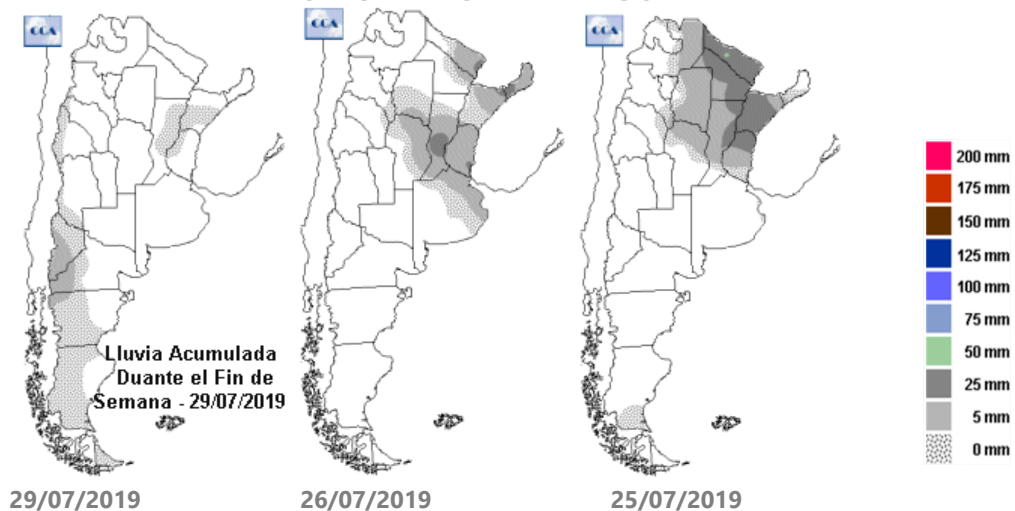 CCA
CCA
CCA
Lluvia Acumulada
Duante el Fin de
Semana - 29/07/2019
200 mm
175 mm
150 mm
125 mm
100 mm
75 mm
50 mm
25 mm
5 mm
0 mm
29/07/2019
26/07/2019
25/07/2019